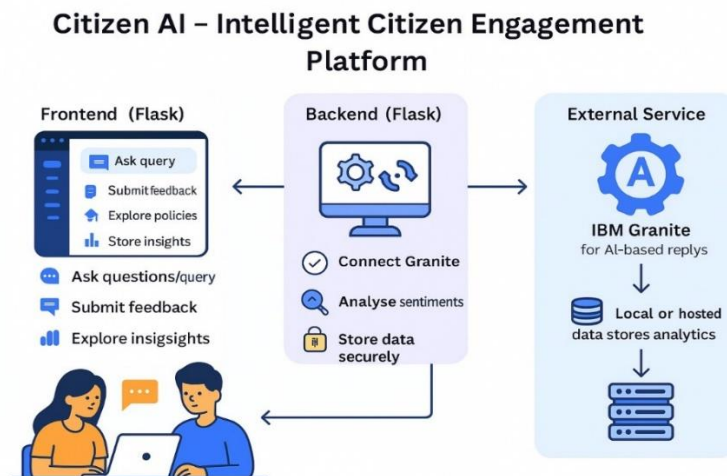 Citizen AI – Intelligent Citizen Engagement
Platform
Frontend (Flask)
Ask query
Submit feedback
Explore policies
Store insights
Ask questions/query
Submit feedback
Explore insigsights
Backend (Flask)
Connect Granite
Analyse sentiments
Store data
securely
External Service
A
IBM Granite
for AI-based replys
Local or hosted
data stores analytics